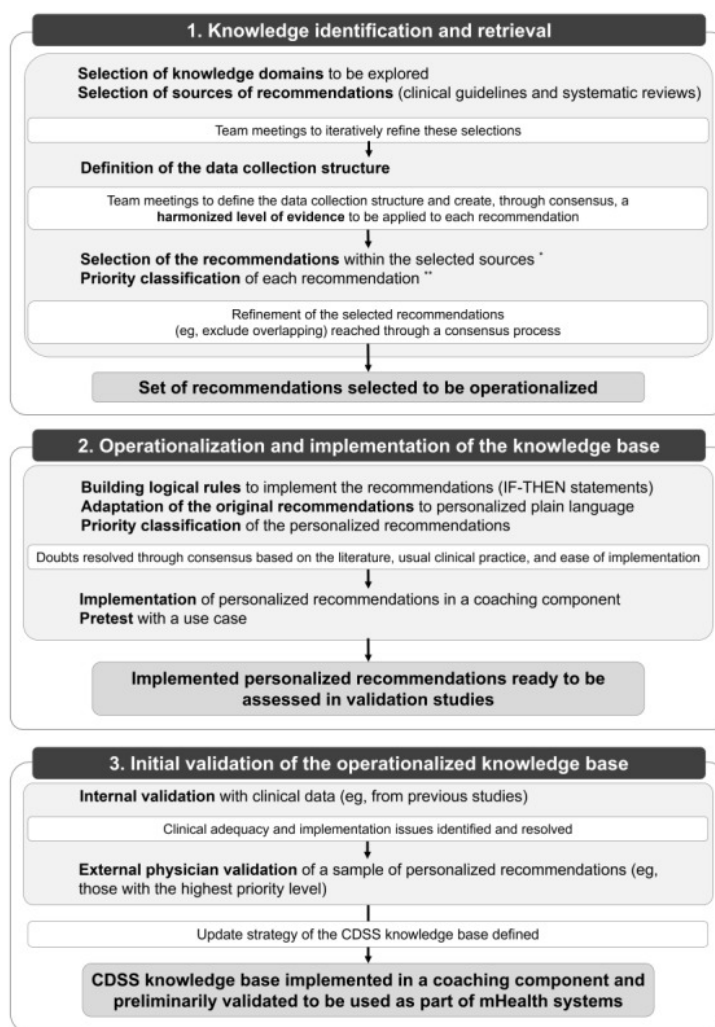 1. Knowledge identification and retrieval
Selection of knowledge domains to be explored
Selection of sources of recommendations (clinical guidelines and systematic reviews)
Team meetings to iteratively refine these selections
Definition of the data collection structure
Team meetings to define the data collection structure and create, through consensus, a
harmonized level of evidence to be applied to each recommendation
Selection of the recommendations within the selected sources *
Priority classification of each recommendation **
Refinement of the selected recommendations
(eg, exclude overlapping) reached through a consensus process
Set of recommendations selected to be operationalized
2. Operationalization and implementation of the knowledge base
Building logical rules to implement the recommendations (IF-THEN statements)
Adaptation of the original recommendations to personalized plain language
Priority classification of the personalized recommendations
Doubts resolved through consensus based on the literature, usual clinical practice, and ease of implementation
Implementation of personalized recommendations in a coaching component
Pretest with a use case
Implemented personalized recommendations ready to be
assessed in validation studies
3. Initial validation of the operationalized knowledge base
Internal validation with clinical data (eg, from previous studies)
Clinical adequacy and implementation issues identified and resolved
External physician validation of a sample of personalized recommendations (eg,
those with the highest priority level)
Update strategy of the CDSS knowledge base defined
CDSS knowledge base implemented in a coaching component and
preliminarily validated to be used as part of mHealth systems